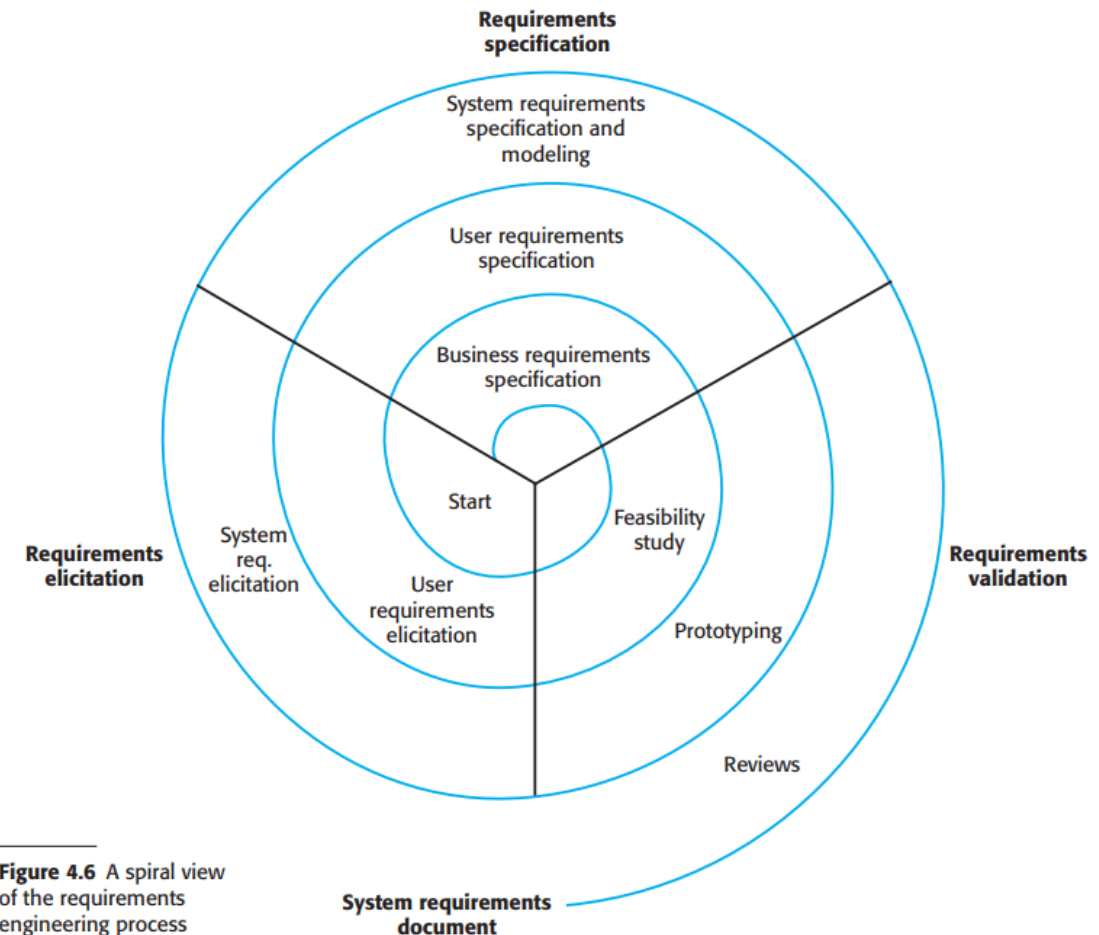 Requirements
specification
System requirements
specification and
modeling
User requirements
specification
Business requirements
specification
Start
Feasibility
study
System
req.
elicitation
Requirements
elicitation
Requirements
validation
User
requirements
elicitation
Prototyping
Reviews
Figure 4.6 A spiral view
of the requirements
engineering process
System requirements
document